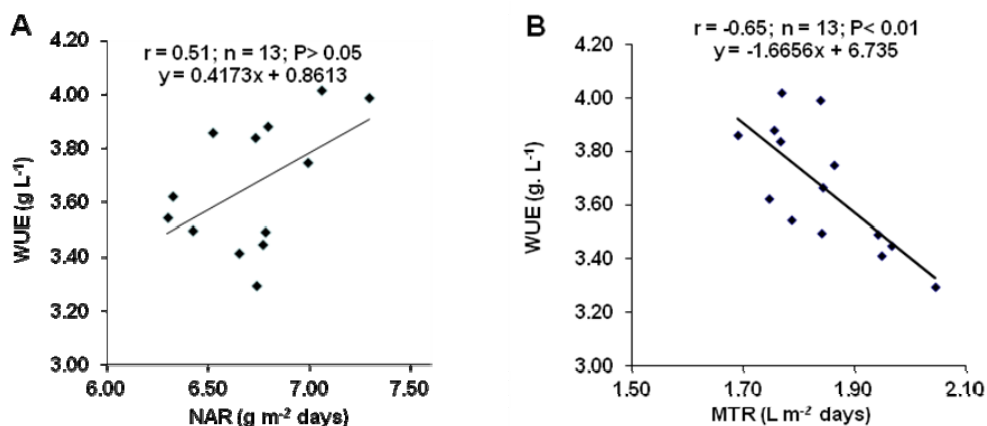 A
r = 0.51; n = 13; P> 0.05
y = 0.4173x + 0.8613
4.20
4.00
3.80
3.60
3.40
3.20
3.00
WUE (g L⁻¹)
6.00 6.50 7.00 7.50
NAR (g m⁻² days)
B
r = -0.65; n = 13; P< 0.01
y = -1.6656x + 6.735
4.20
4.00
3.80
3.60
3.40
3.20
3.00
WUE (g. L⁻¹)
1.50 1.70 1.90 2.10
MTR (L m⁻² days)